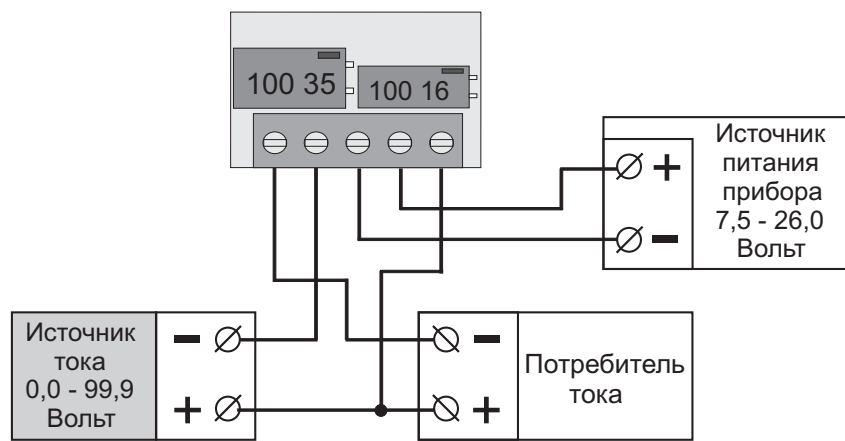 100 35
100 16
Источник
питания
прибора
7,5 - 26,0
Вольт
+
-
Источник
тока
0,0 - 99,9
Вольт
-
+
-
+
Потребитель
тока